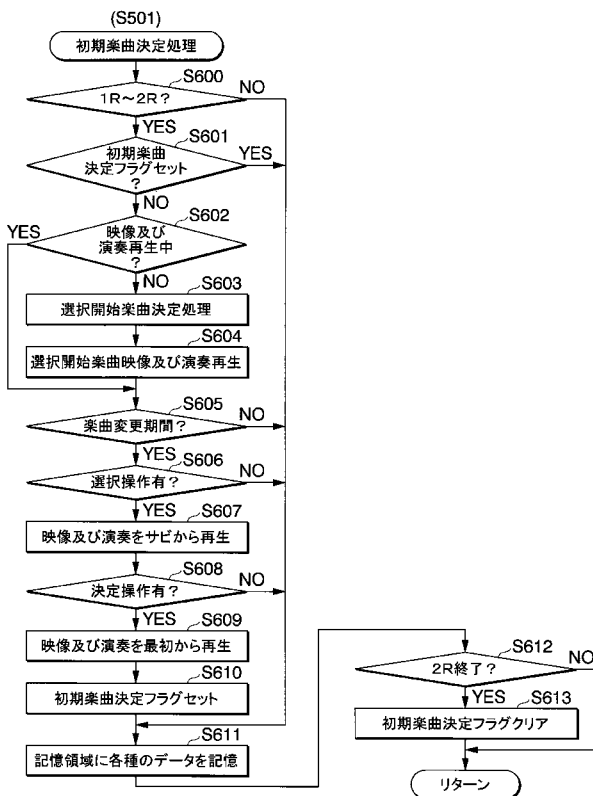 (S501)
初期楽曲決定処理
S600
1R～2R？
NO
YES
S601
初期楽曲
決定フラグセット
？
YES
NO
S602
YES
映像及び
演奏再生中
？
NO
S603
選択開始楽曲決定処理
S604
選択開始楽曲映像及び演奏再生
S605
楽曲変更期間？
NO
YES
S606
選択操作有？
NO
YES
S607
映像及び演奏をサビから再生
S608
決定操作有？
NO
YES
S609
映像及び演奏を最初から再生
S610
初期楽曲決定フラグセット
S611
記憶領域に各種のデータを記憶
S612
2R終了？
NO
YES
S613
初期楽曲決定フラグクリア
リターン